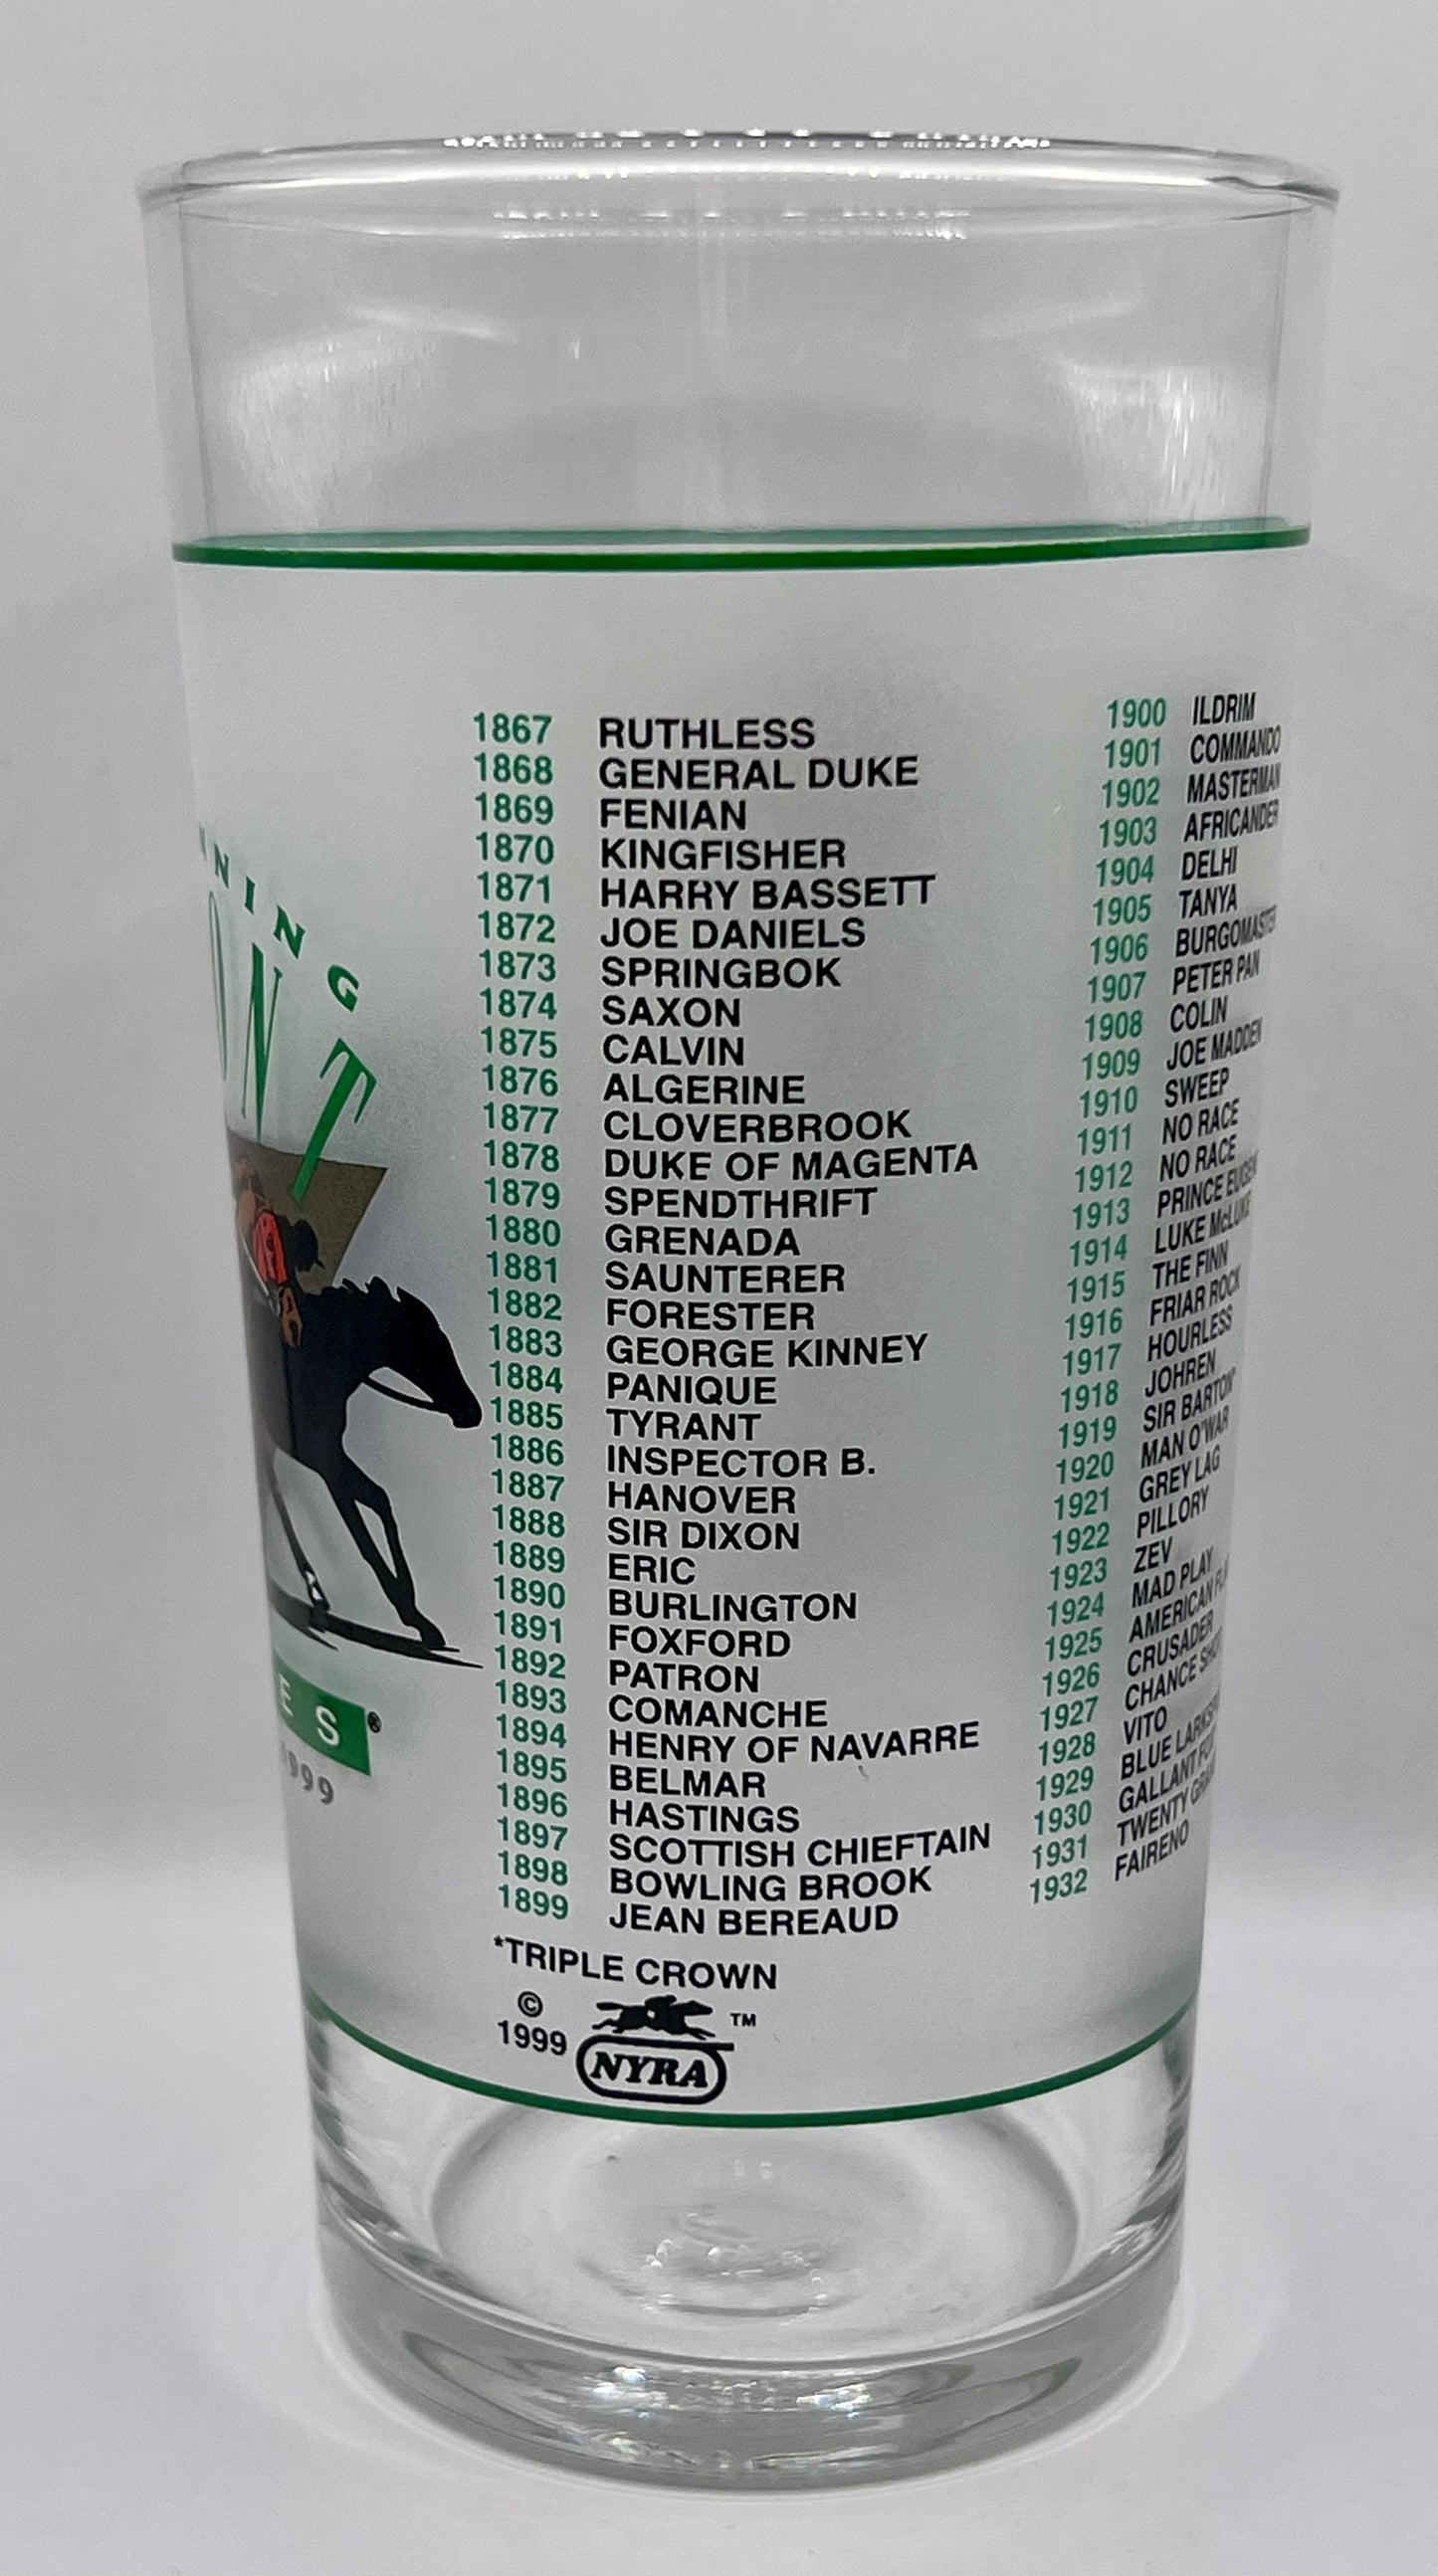 NING
ONT
ES®
1999
1867 RUTHLESS
1868 GENERAL DUKE
1869 FENIAN
1870 KINGFISHER
1871 HARRY BASSETT
1872 JOE DANIELS
1873 SPRINGBOK
1874 SAXON
1875 CALVIN
1876 ALGERINE
1877 CLOVERBROOK
1878 DUKE OF MAGENTA
1879 SPENDTHRIFT
1880 GRENADA
1881 SAUNTERER
1882 FORESTER
1883 GEORGE KINNEY
1884 PANIQUE
1885 TYRANT
1886 INSPECTOR B.
1887 HANOVER
1888 SIR DIXON
1889 ERIC
1890 BURLINGTON
1891 FOXFORD
1892 PATRON
1893 COMANCHE
1894 HENRY OF NAVARRE
1895 BELMAR
1896 HASTINGS
1897 SCOTTISH CHIEFTAIN
1898 BOWLING BROOK
1899 JEAN BEREAUD
*TRIPLE CROWN
© 1999 NYRA ™
1900 ILDRIM
1901 COMMANDO
1902 MASTERMAN
1903 AFRICANDER
1904 DELHI
1905 TANYA
1906 BURGOMASTER
1907 PETER PAN
1908 COLIN
1909 JOE MADDEN
1910 SWEEP
1911 NO RACE
1912 NO RACE
1913 PRINCE EUGEN
1914 LUKE McLUKE
1915 THE FINN
1916 FRIAR ROCK
1917 HOURLESS
1918 JOHREN
1919 SIR BARTON*
1920 MAN O'WAR
1921 GREY LAG
1922 PILLORY
1923 ZEV
1924 MAD PLAY
1925 AMERICAN
1926 CRUSADER
1927 CHANCE
1928 VITO
1929 BLUE
1930 GALLANT
1931 TWENTY
1932 FAIRENO